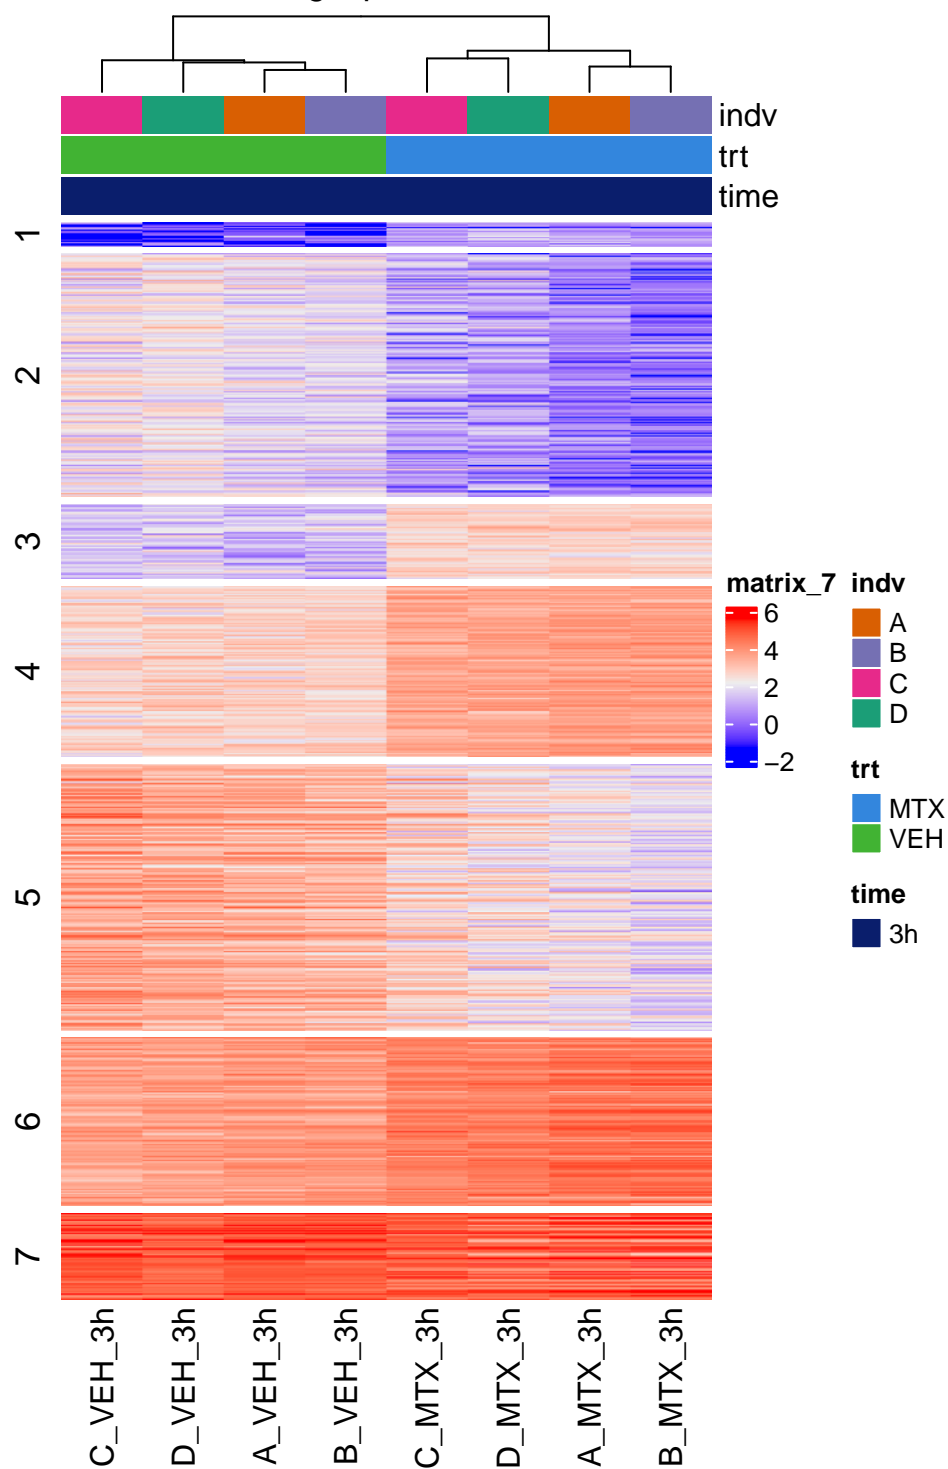 indv
trt
time
1
2
3
4
5
6
7
matrix_7
6
4
2
0
−2
indv
A
B
C
D
trt
MTX
VEH
time
3h
C_VEH_3h
D_VEH_3h
A_VEH_3h
B_VEH_3h
C_MTX_3h
D_MTX_3h
A_MTX_3h
B_MTX_3h